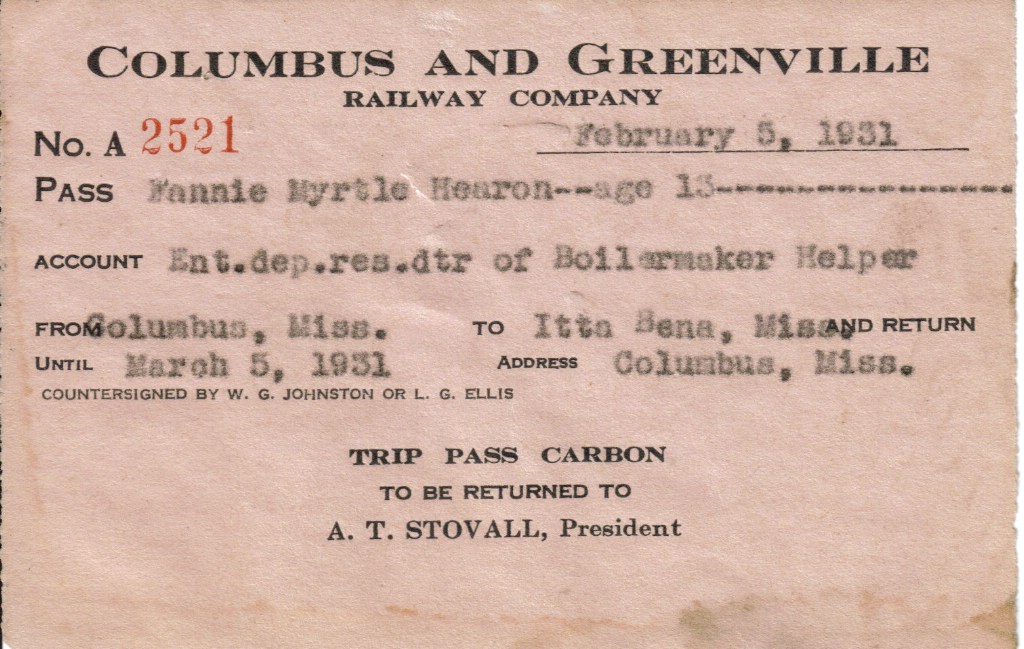 COLUMBUS AND GREENVILLE
RAILWAY COMPANY
No. A 2521 February 5, 1931
PASS Fannie Myrtle Hearon--age 13------------------
ACCOUNT Ent.dep.res.dtr of Boilermaker Helper
FROM Columbus, Miss. TO Itta Bena, Miss. AND RETURN
UNTIL March 5, 1931 ADDRESS Columbus, Miss.
COUNTERSIGNED BY W. G. JOHNSTON OR L. G. ELLIS
TRIP PASS CARBON
TO BE RETURNED TO
A. T. STOVALL, President